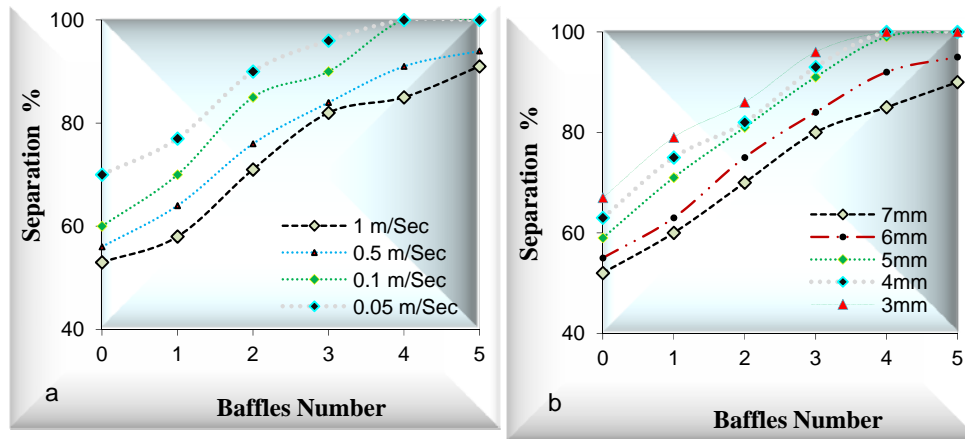 100
80
60
40
Separation %
0 1 2 3 4 5
Baffles Number
1 m/Sec
0.5 m/Sec
0.1 m/Sec
0.05 m/Sec
a
100
80
60
40
Separation %
0 1 2 3 4 5
Baffles Number
7mm
6mm
5mm
4mm
3mm
b